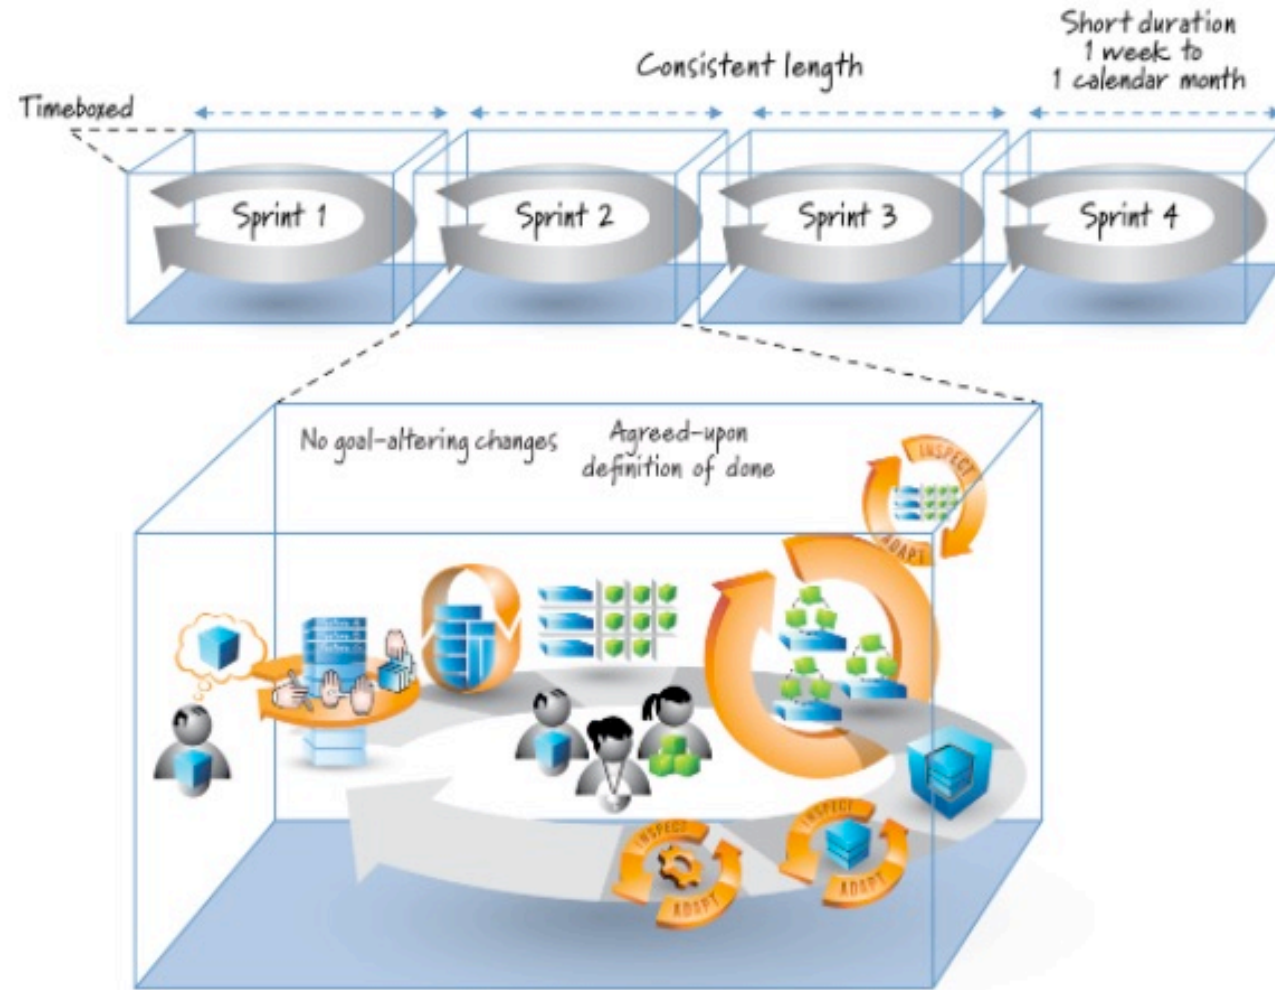 Short duration
1 week to
1 calendar month
Consistent length
Timeboxed
Sprint 1
Sprint 2
Sprint 3
Sprint 4
No goal-altering changes
Agreed-upon
definition of done
INSPECT
ADAPT
INSPECT
ADAPT
INSPECT
ADAPT